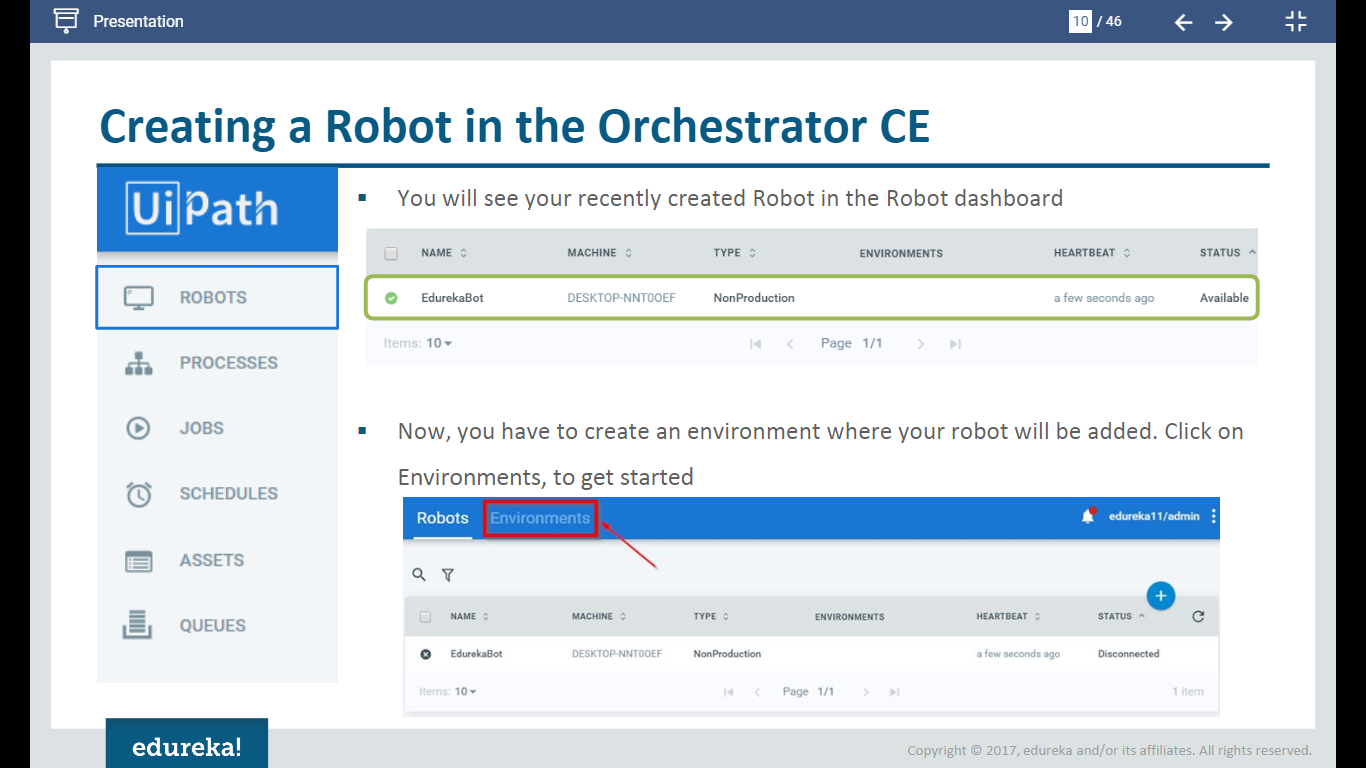 Presentation
10 / 46
Creating a Robot in the Orchestrator CE
UiPath
ROBOTS
PROCESSES
JOBS
SCHEDULES
ASSETS
QUEUES
You will see your recently created Robot in the Robot dashboard
NAME MACHINE TYPE ENVIRONMENTS HEARTBEAT STATUS
EdurekaBot DESKTOP-NNT0OEF NonProduction a few seconds ago Available
Items: 10 Page 1/1
Now, you have to create an environment where your robot will be added. Click on
Environments, to get started
Robots Environments edureka11/admin
NAME MACHINE TYPE ENVIRONMENTS HEARTBEAT STATUS
EdurekaBot DESKTOP-NNT0OEF NonProduction a few seconds ago Disconnected
Items: 10 Page 1/1 1 item
edureka!
Copyright © 2017, edureka and/or its affiliates. All rights reserved.